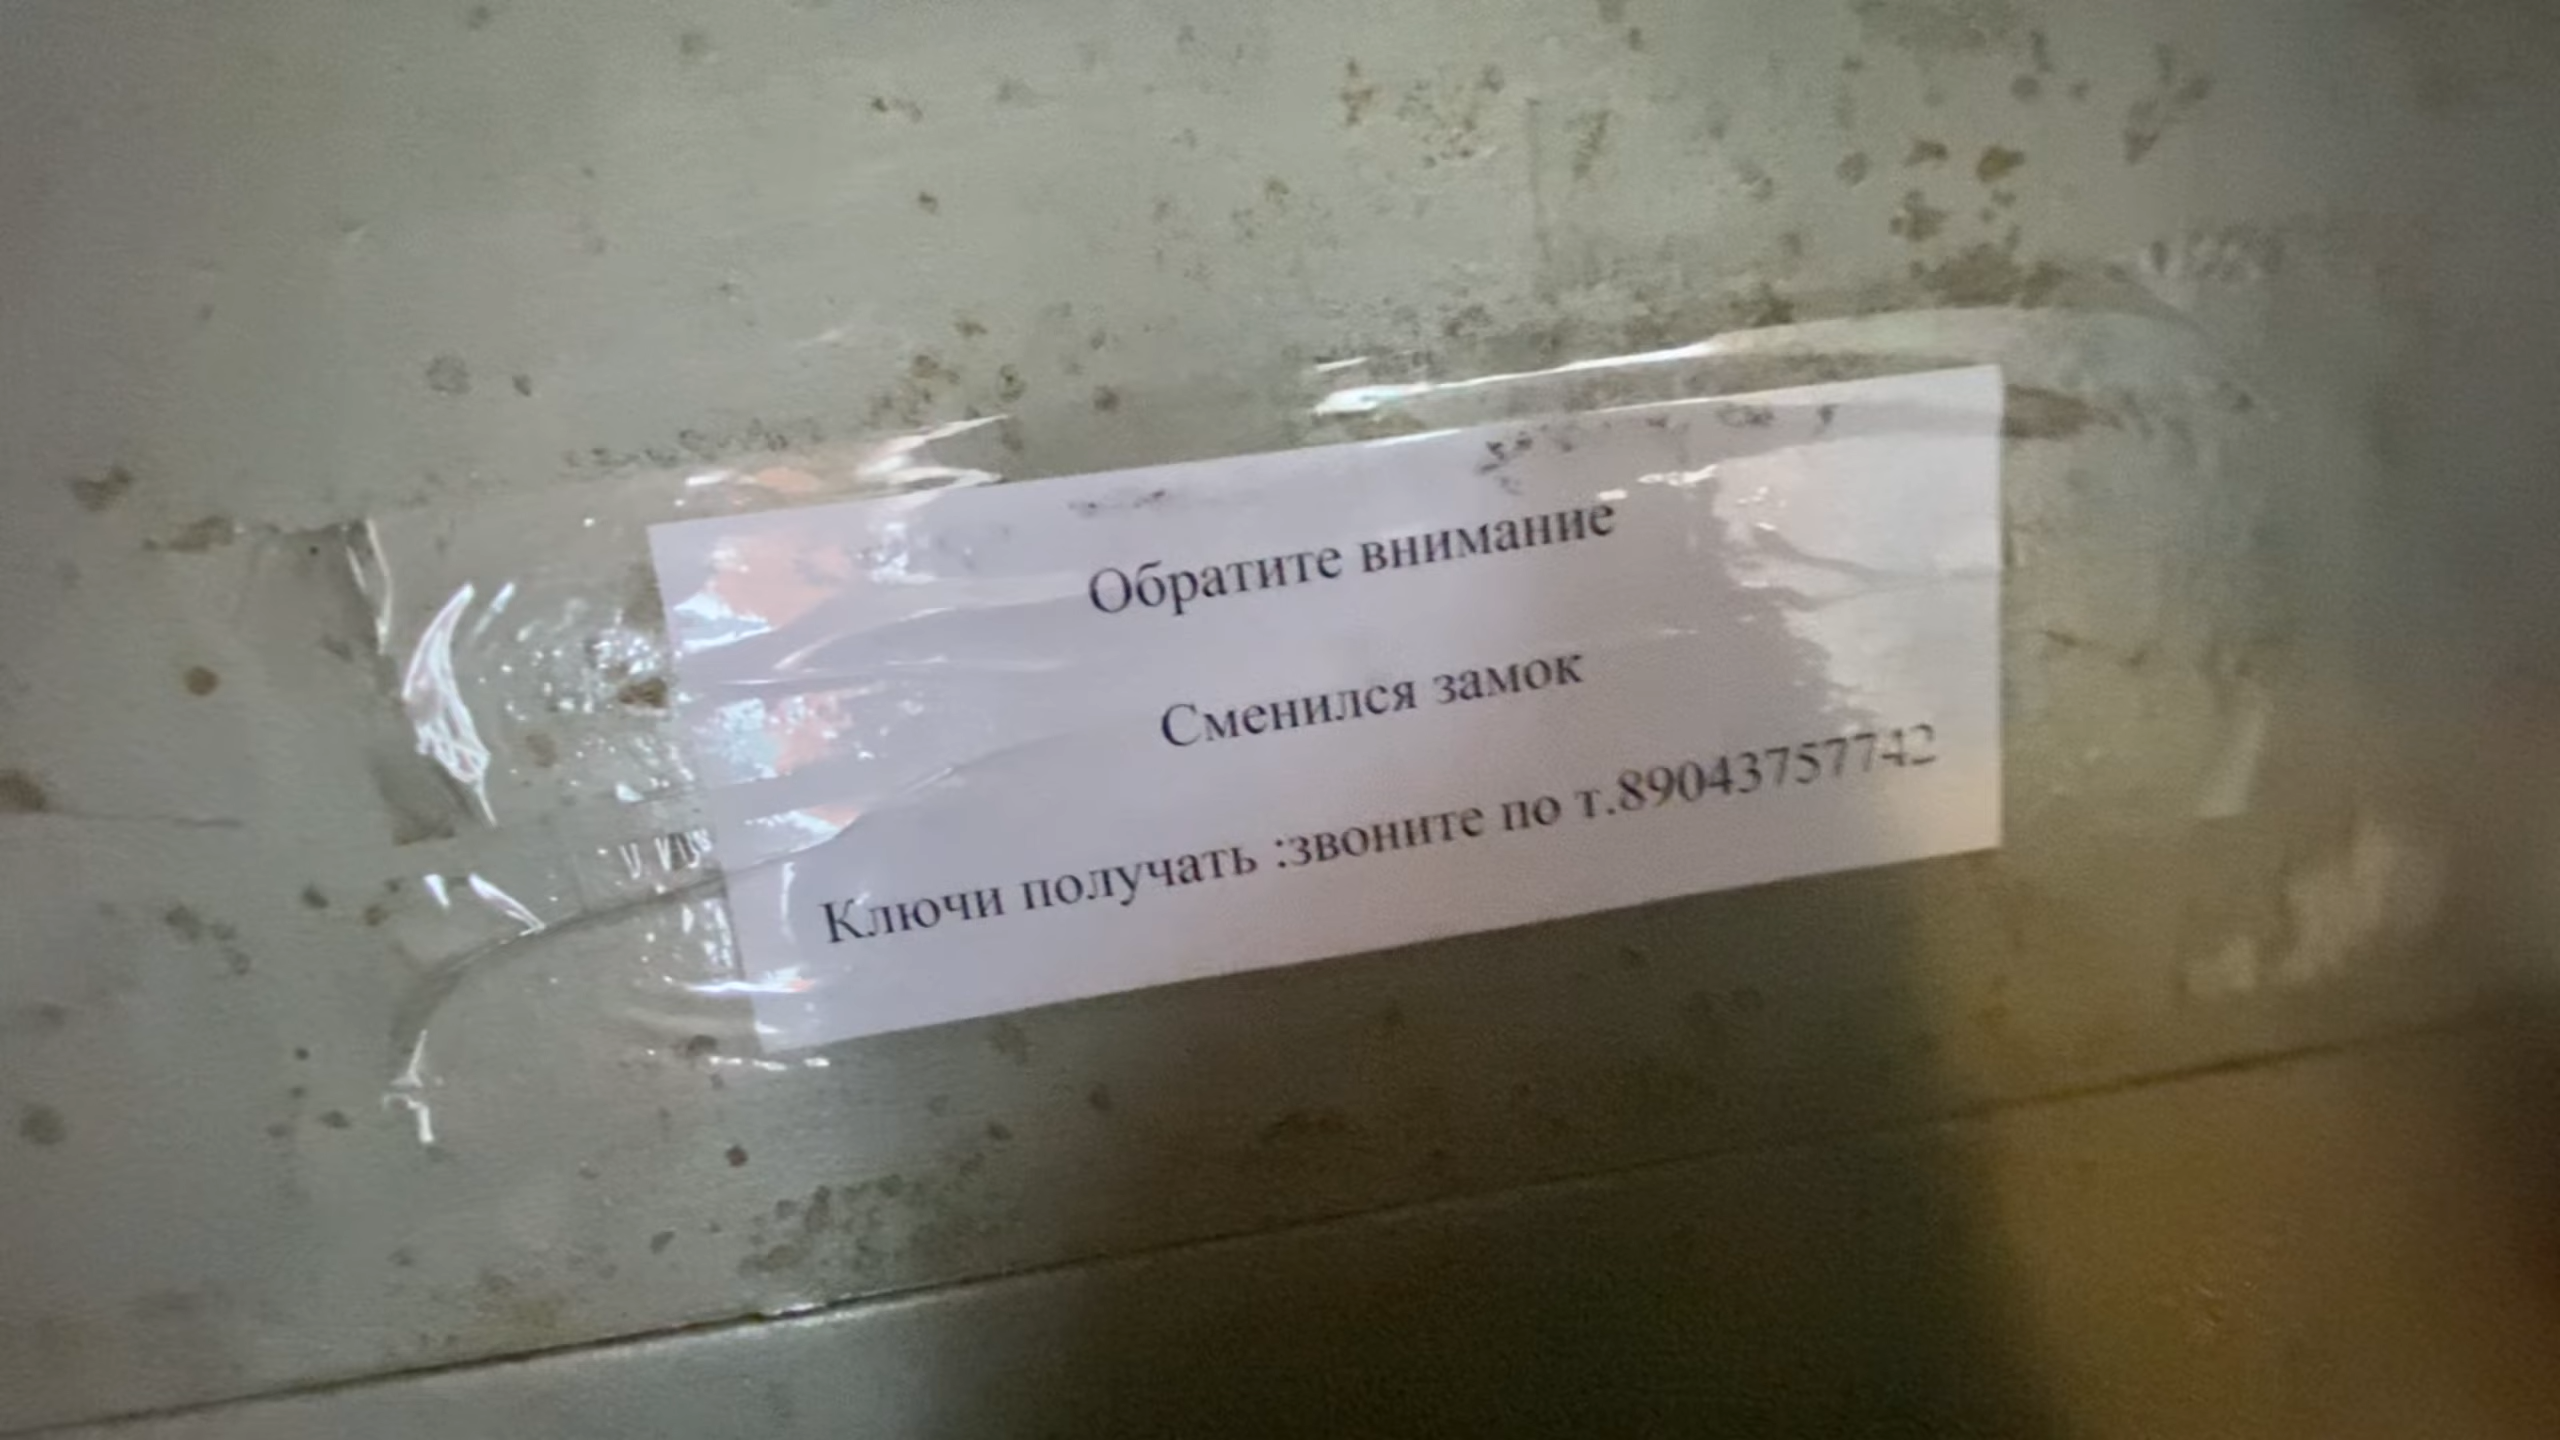 Обратите внимание
Сменился замок
Ключи получать :звоните по т.89043757742